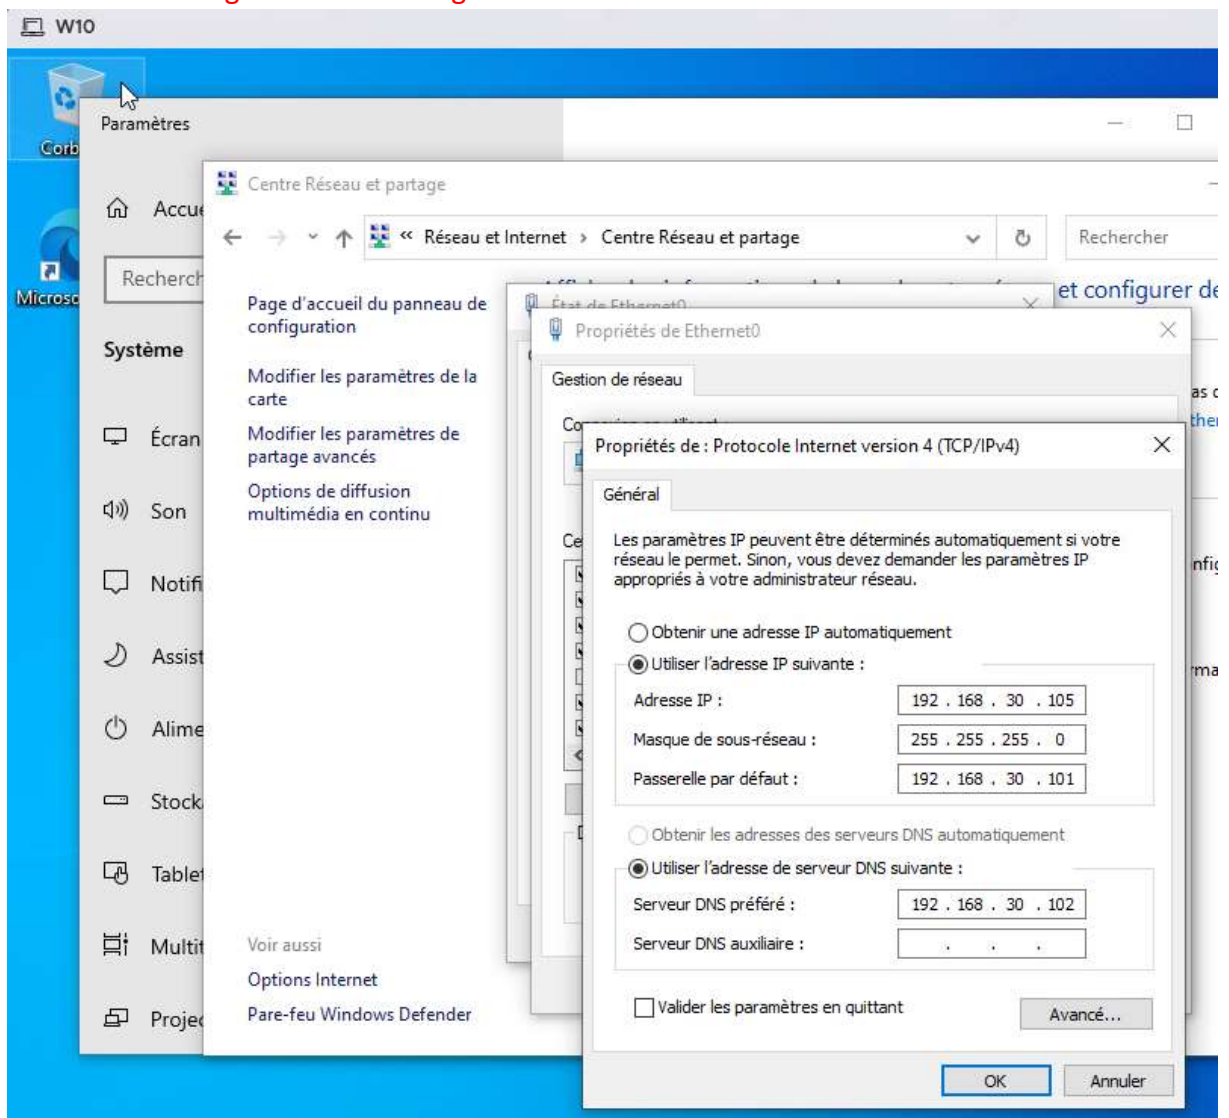 W10
Corb
Microso
Paramètres
Accue
Recherch
Système
Écran
Son
Notifi
Assist
Alime
Stock
Tablet
Multit
Projec
Centre Réseau et partage
« Réseau et Internet › Centre Réseau et partage
Rechercher
Page d'accueil du panneau de
configuration
Modifier les paramètres de la
carte
Modifier les paramètres de
partage avancés
Options de diffusion
multimédia en continu
Voir aussi
Options Internet
Pare-feu Windows Defender
et configurer de
État de Ethernet0
Propriétés de Ethernet0
Gestion de réseau
Propriétés de : Protocole Internet version 4 (TCP/IPv4)
Général
Les paramètres IP peuvent être déterminés automatiquement si votre
réseau le permet. Sinon, vous devez demander les paramètres IP
appropriés à votre administrateur réseau.
Obtenir une adresse IP automatiquement
Utiliser l'adresse IP suivante :
Adresse IP : 192 . 168 . 30 . 105
Masque de sous-réseau : 255 . 255 . 255 . 0
Passerelle par défaut : 192 . 168 . 30 . 101
Obtenir les adresses des serveurs DNS automatiquement
Utiliser l'adresse de serveur DNS suivante :
Serveur DNS préféré : 192 . 168 . 30 . 102
Serveur DNS auxiliaire : . . .
Valider les paramètres en quittant
Avancé...
OK Annuler